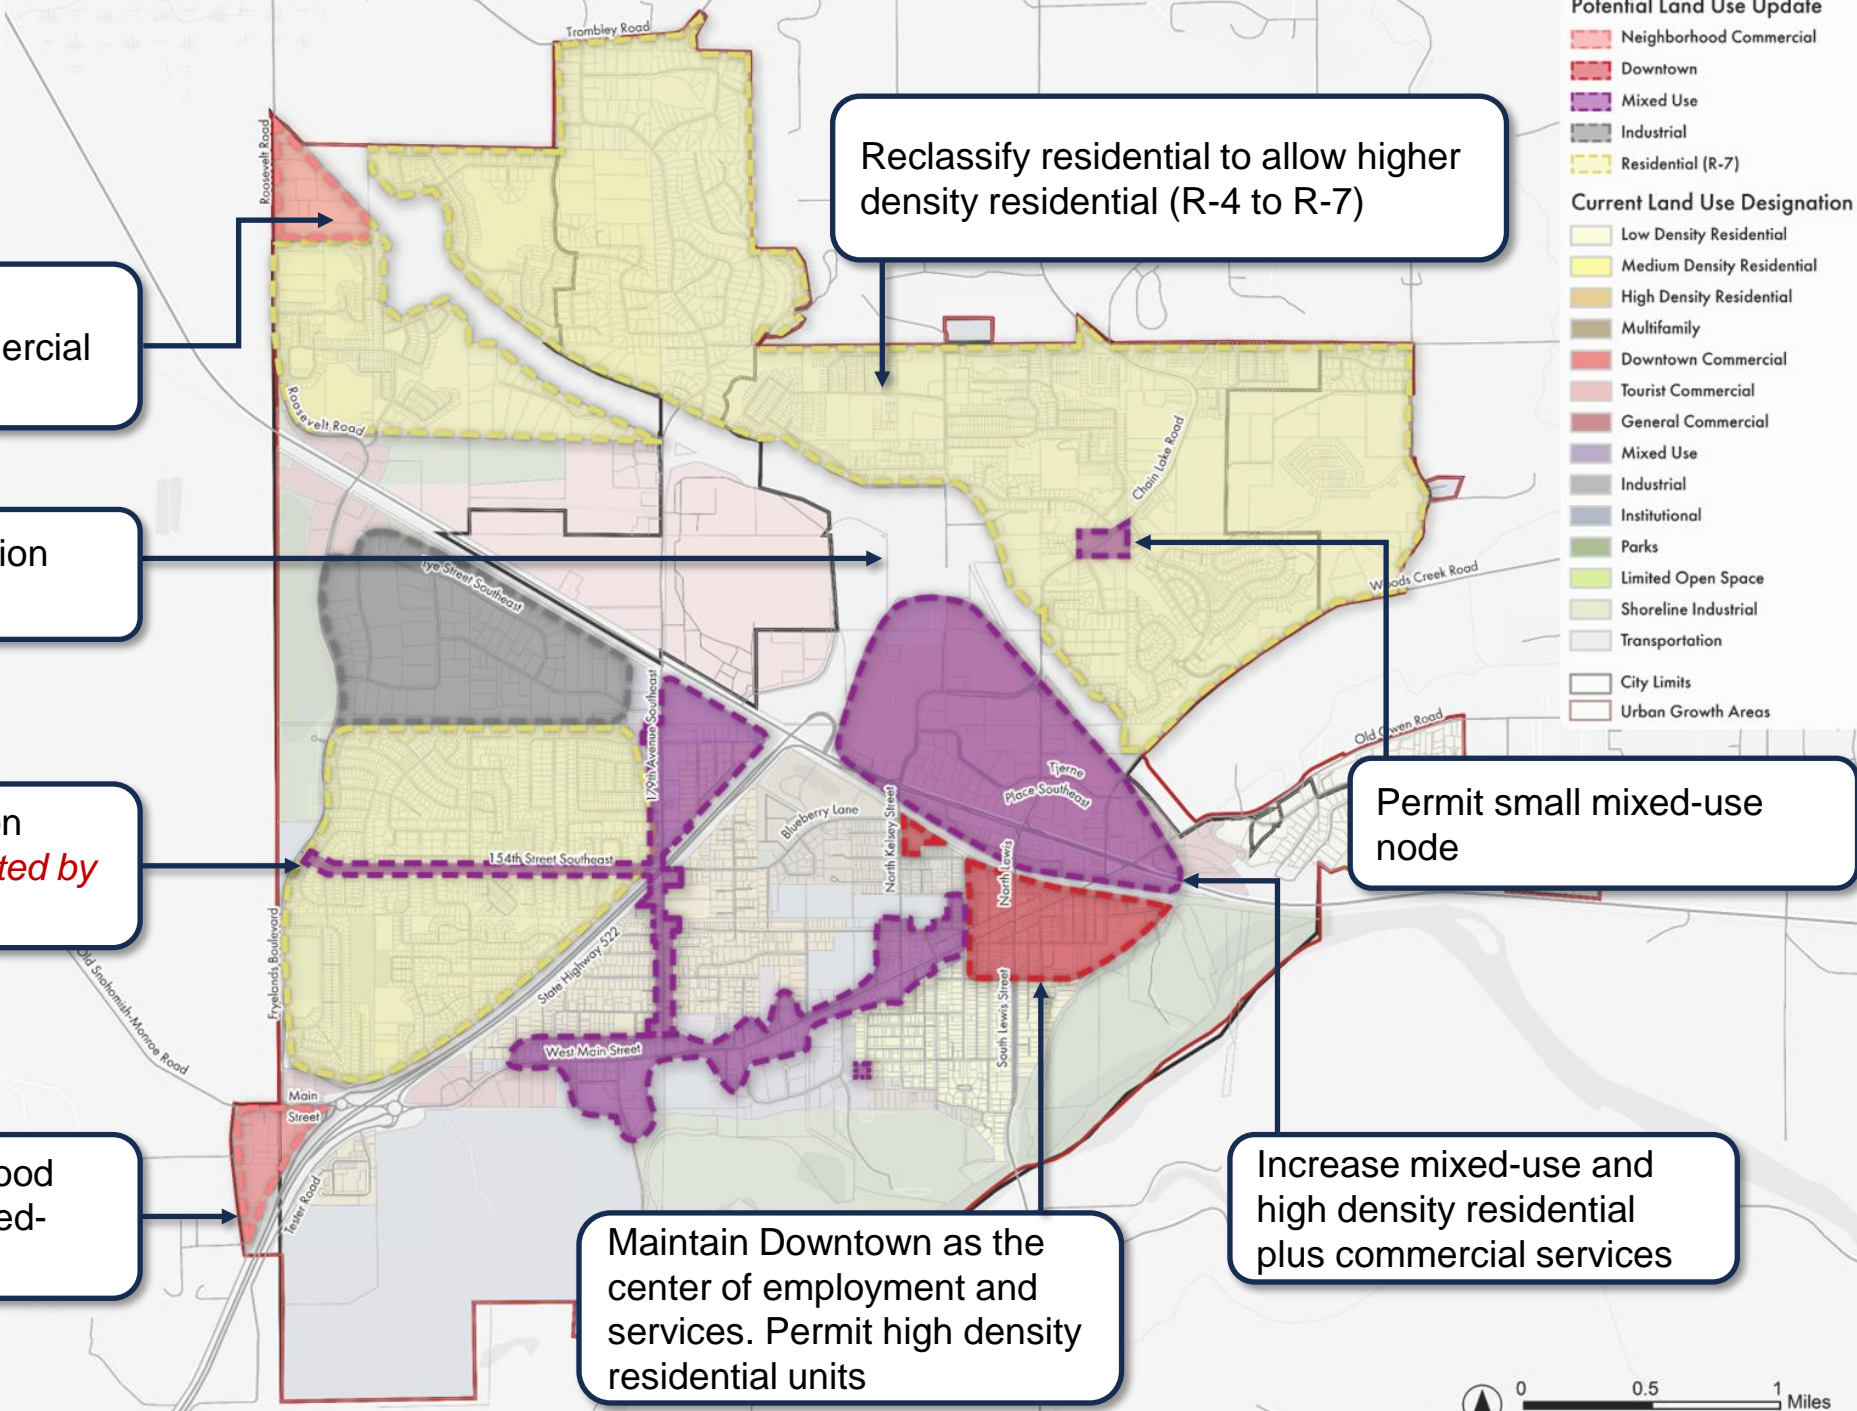 Potential Land Use Update
Neighborhood Commercial
Downtown
Mixed Use
Industrial
Residential (R-7)
Current Land Use Designation
Low Density Residential
Medium Density Residential
High Density Residential
Multifamily
Downtown Commercial
Tourist Commercial
General Commercial
Mixed Use
Industrial
Institutional
Parks
Limited Open Space
Shoreline Industrial
Transportation
City Limits
Urban Growth Areas
Trombley Road
Roosevelt Road
Reclassify residential to allow higher
density residential (R-4 to R-7)
ercial
Roosevelt Road
Chain Lake Road
ion
Tye Street Southeast
Woods Creek Road
179th Avenue Southeast
Old Owen Road
Tjerne
Place Southeast
Permit small mixed-use
node
Blueberry Lane
North Kelsey Street
on
ted by
154th Street Southeast
North Lewis
Fryelands Boulevard
State Highway 522
Old Snohomish-Monroe Road
South Lewis Street
West Main Street
Main
Street
Tester Road
ood
ed-
Maintain Downtown as the
center of employment and
services. Permit high density
residential units
Increase mixed-use and
high density residential
plus commercial services
0 0.5 1 Miles